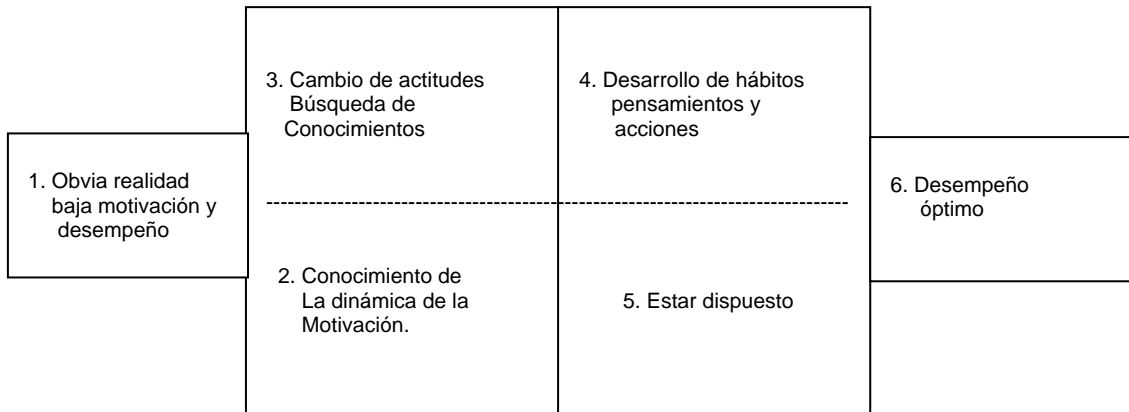 1. Obvia realidad
baja motivación y
desempeño
2. Conocimiento de
La dinámica de la
Motivación.
3. Cambio de actitudes
Búsqueda de
Conocimientos
4. Desarrollo de hábitos
pensamientos y
acciones
5. Estar dispuesto
6. Desempeño
óptimo